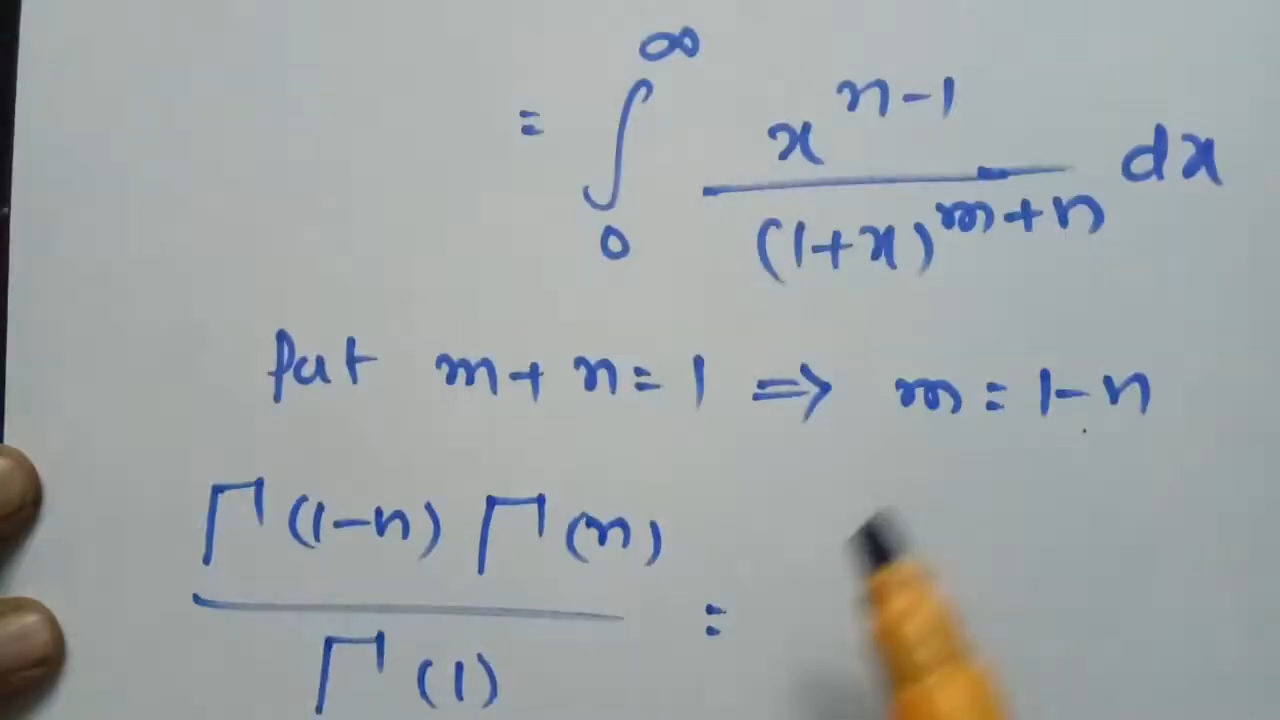 = ∫₀^∞ x^(n-1) / (1+x)^(m+n) dx
Put m+n=1 ⇒ m=1-n
Γ(1-n) Γ(n) / Γ(1) =